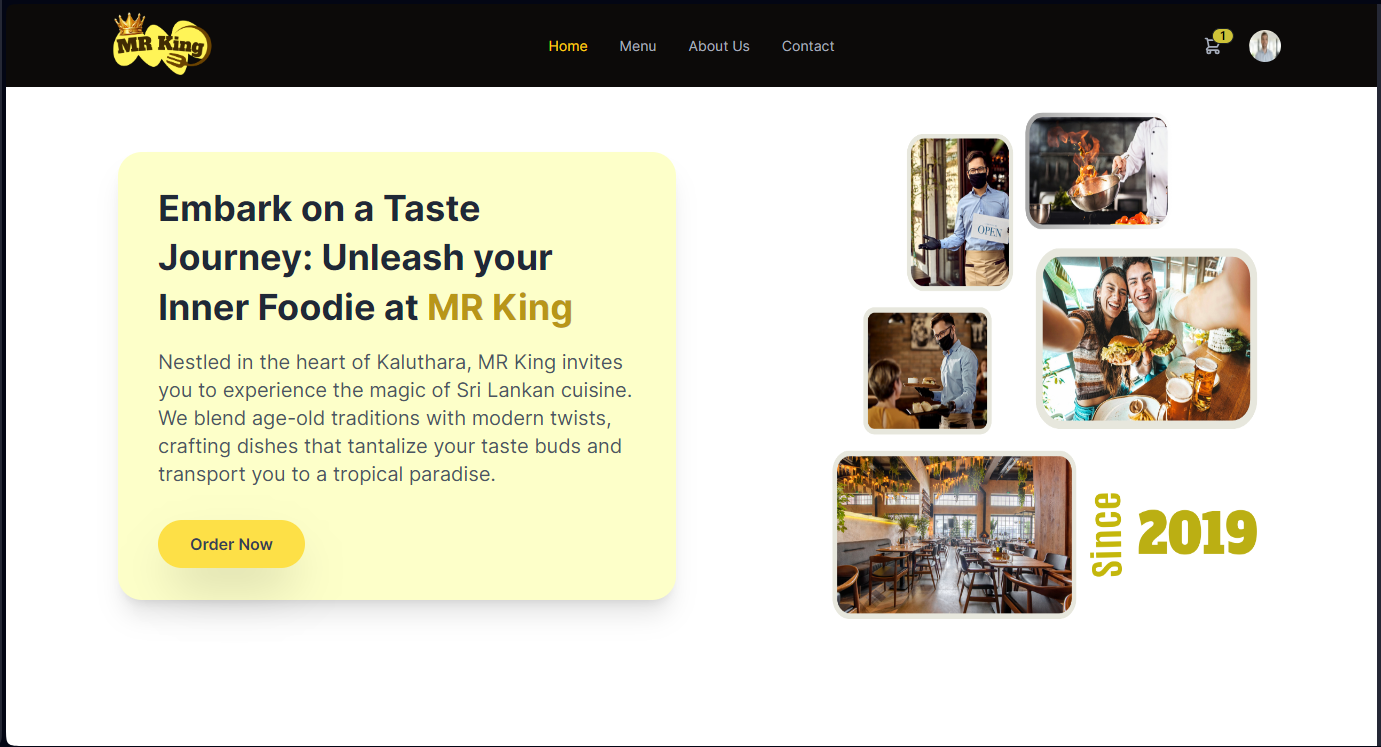 MR King
Home
Menu
About Us
Contact
1
Embark on a Taste
Journey: Unleash your
Inner Foodie at MR King
Nestled in the heart of Kaluthara, MR King invites
you to experience the magic of Sri Lankan cuisine.
We blend age-old traditions with modern twists,
crafting dishes that tantalize your taste buds and
transport you to a tropical paradise.
Order Now
OPEN
Since
2019